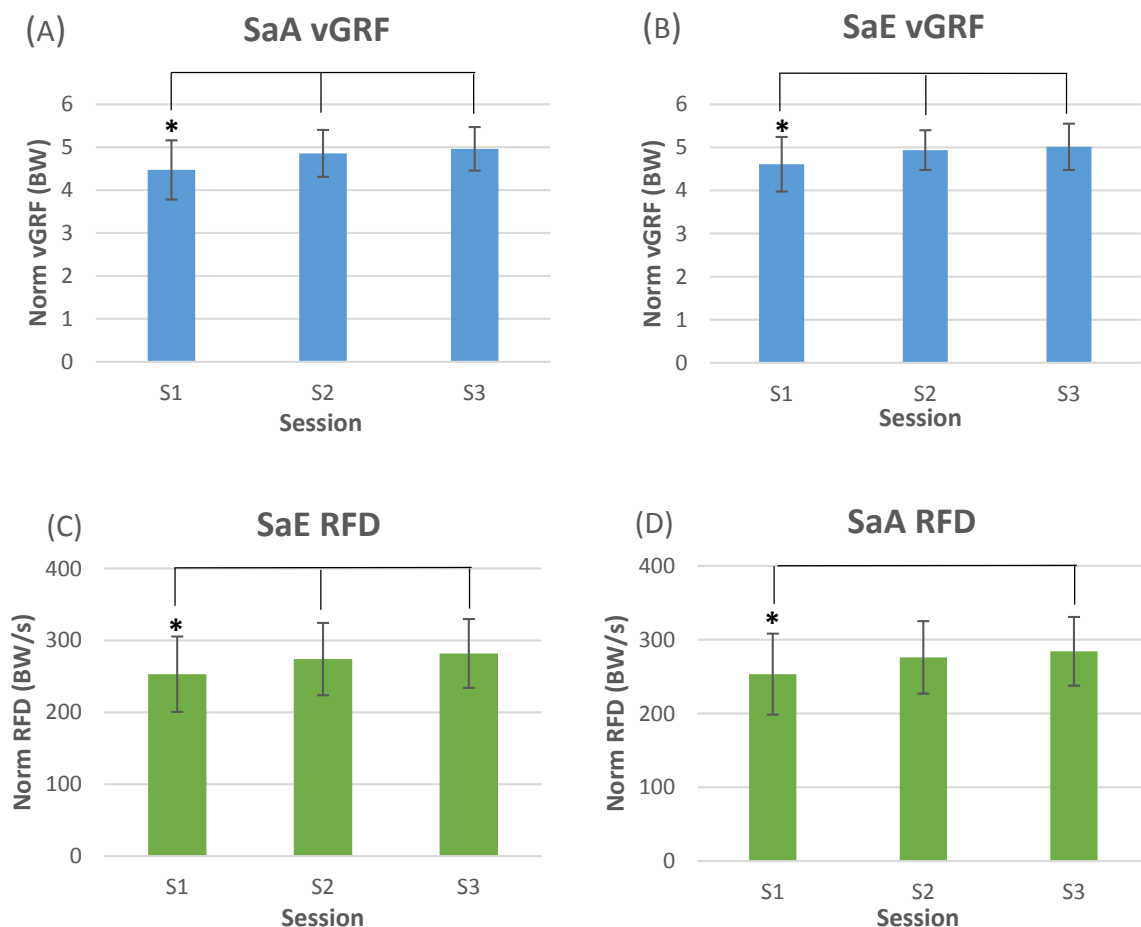 (A)
SaA vGRF
Norm vGRF (BW)
6
5
4
3
2
1
0
*
S1 S2 S3
Session
(B)
SaE vGRF
Norm vGRF (BW)
6
5
4
3
2
1
0
*
S1 S2 S3
Session
(C)
SaE RFD
Norm RFD (BW/s)
400
300
200
100
0
*
S1 S2 S3
Session
(D)
SaA RFD
Norm RFD (BW/s)
400
300
200
100
0
*
S1 S2 S3
Session